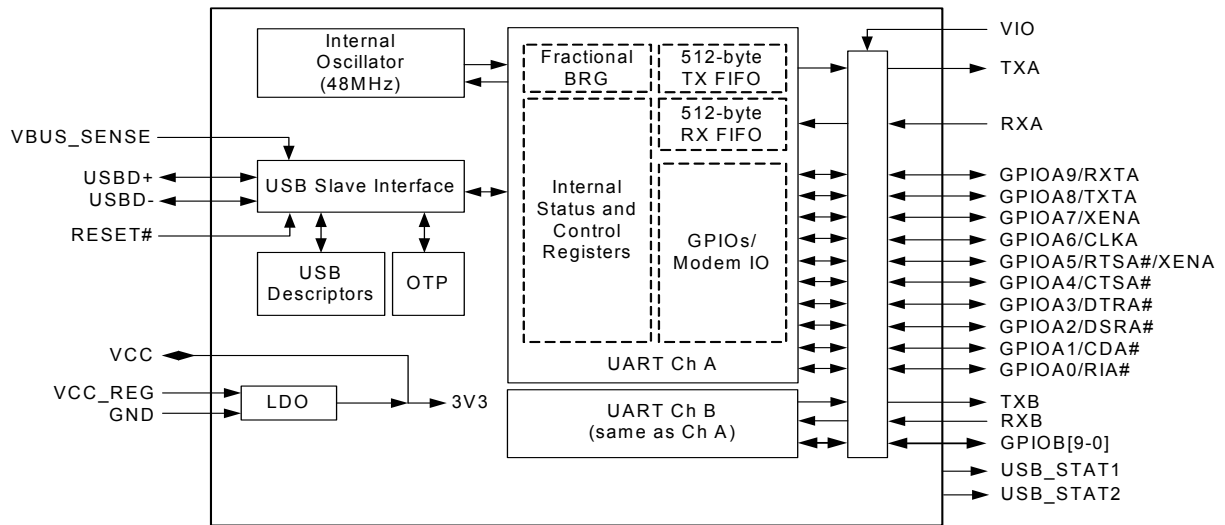 Internal
Oscillator
(48MHz)
VBUS_SENSE
USBD+
USBD-
RESET#
USB Slave Interface
USB
Descriptors
OTP
VCC
VCC_REG
GND
LDO
3V3
Fractional
BRG
512-byte
TX FIFO
512-byte
RX FIFO
Internal
Status and
Control
Registers
GPIOs/
Modem IO
UART Ch A
UART Ch B
(same as Ch A)
VIO
TXA
RXA
GPIOA9/RXTA
GPIOA8/TXTA
GPIOA7/XENA
GPIOA6/CLKA
GPIOA5/RTSA#/XENA
GPIOA4/CTSA#
GPIOA3/DTRA#
GPIOA2/DSRA#
GPIOA1/CDA#
GPIOA0/RIA#
TXB
RXB
GPIOB[9-0]
USB_STAT1
USB_STAT2